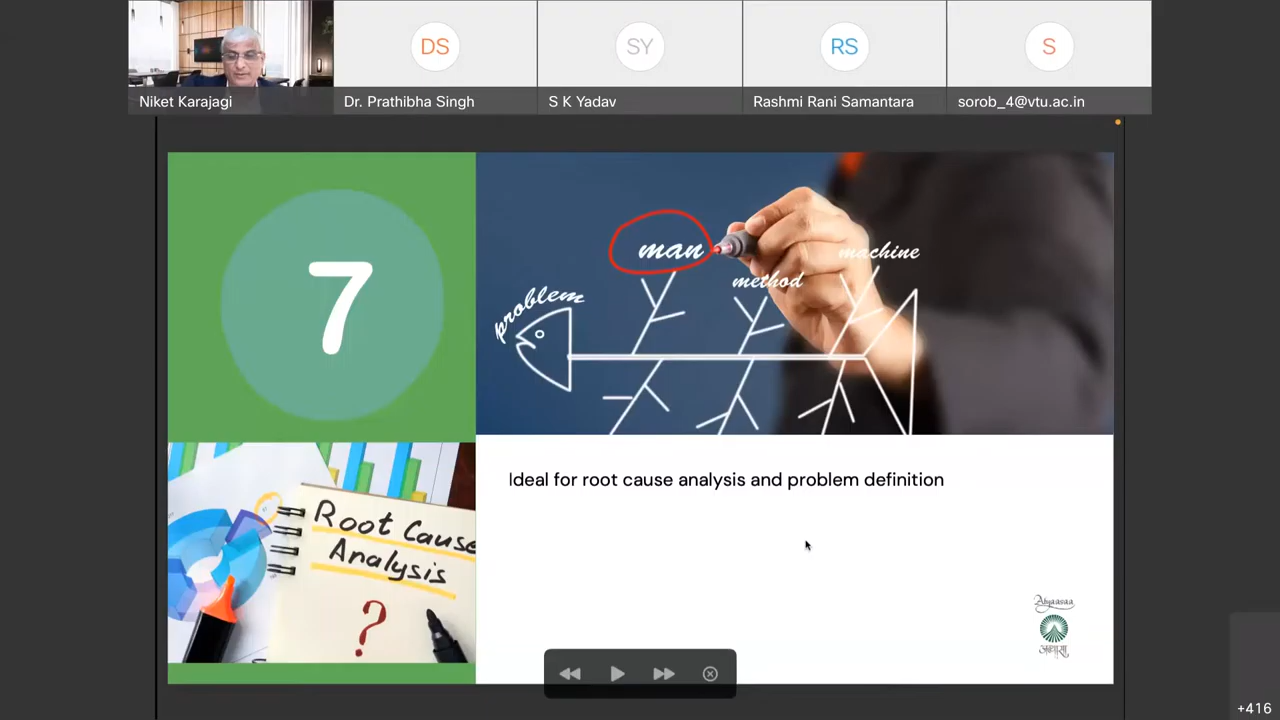 DS
SY
RS
S
Niket Karajagi
Dr. Prathibha Singh
S K Yadav
Rashmi Rani Samantara
sorob_4@vtu.ac.in
7
man
machine
method
problem
Ideal for root cause analysis and problem definition
Root Cause
Analysis
?
Abyaasaa
अभ्यासा
+416